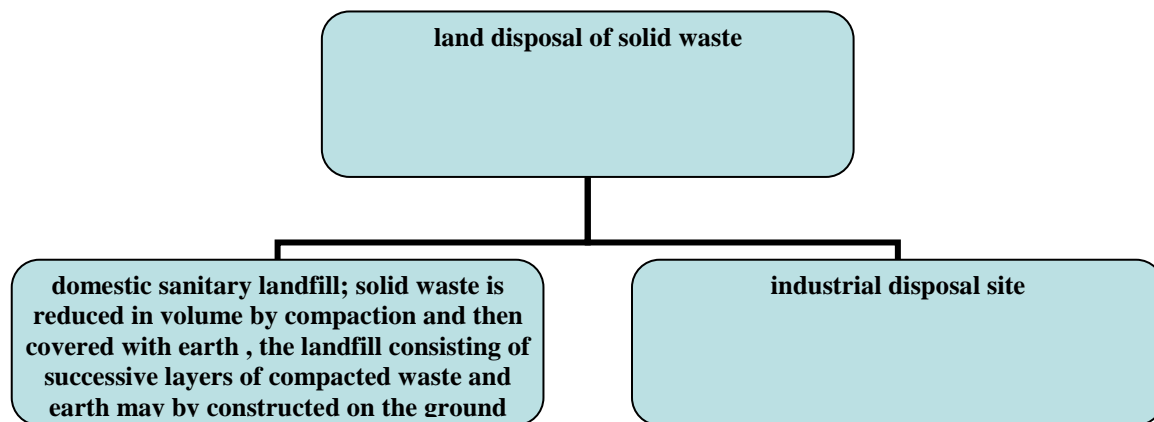 land disposal of solid waste
domestic sanitary landfill; solid waste is
reduced in volume by compaction and then
covered with earth , the landfill consisting of
successive layers of compacted waste and
earth may by constructed on the ground
industrial disposal site